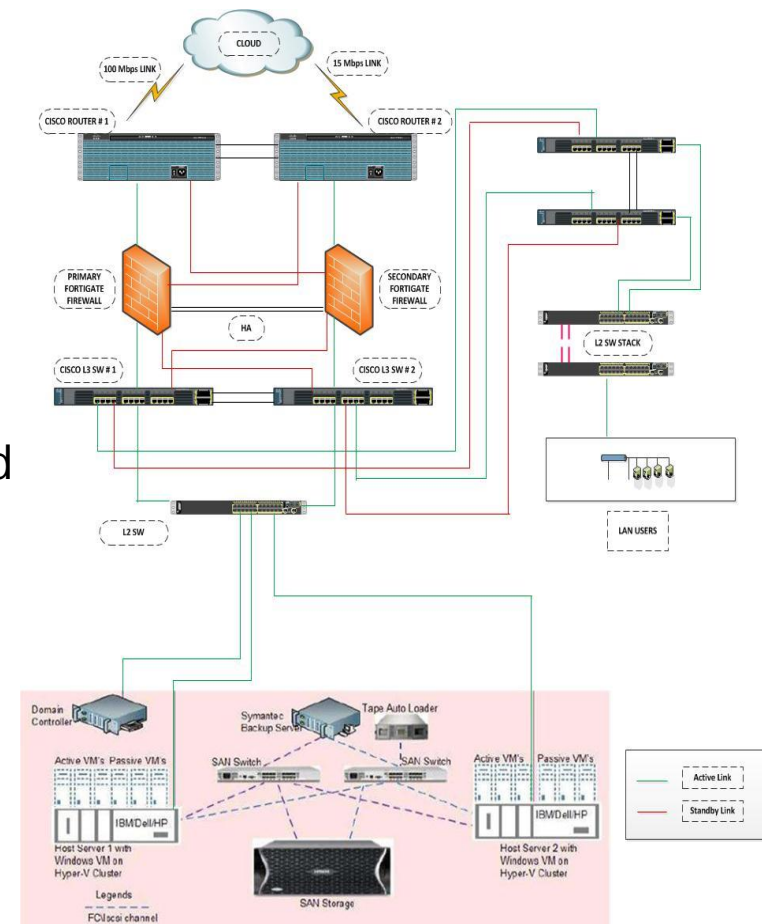 CLOUD
100 Mbps LINK
15 Mbps LINK
CISCO ROUTER # 1
CISCO ROUTER # 2
PRIMARY
FORTIGATE
FIREWALL
SECONDARY
FORTIGATE
FIREWALL
HA
CISCO L3 SW # 1
CISCO L3 SW # 2
L2 SW STACK
d
L2 SW
LAN USERS
Domain
Controller
Symantec
Backup Server
Tape Auto Loader
Active VM's Passive VM's
SAN Switch
SAN Switch
Active VM's Passive VM's
IBM/Dell/HP
IBM/Dell/HP
Host Server 1 with
Windows VM on
Hyper-V Cluster
Host Server 2 with
Windows VM on
Hyper-V Cluster
SAN Storage
Legends
FC\Iscsi channel
Active Link
Standby Link